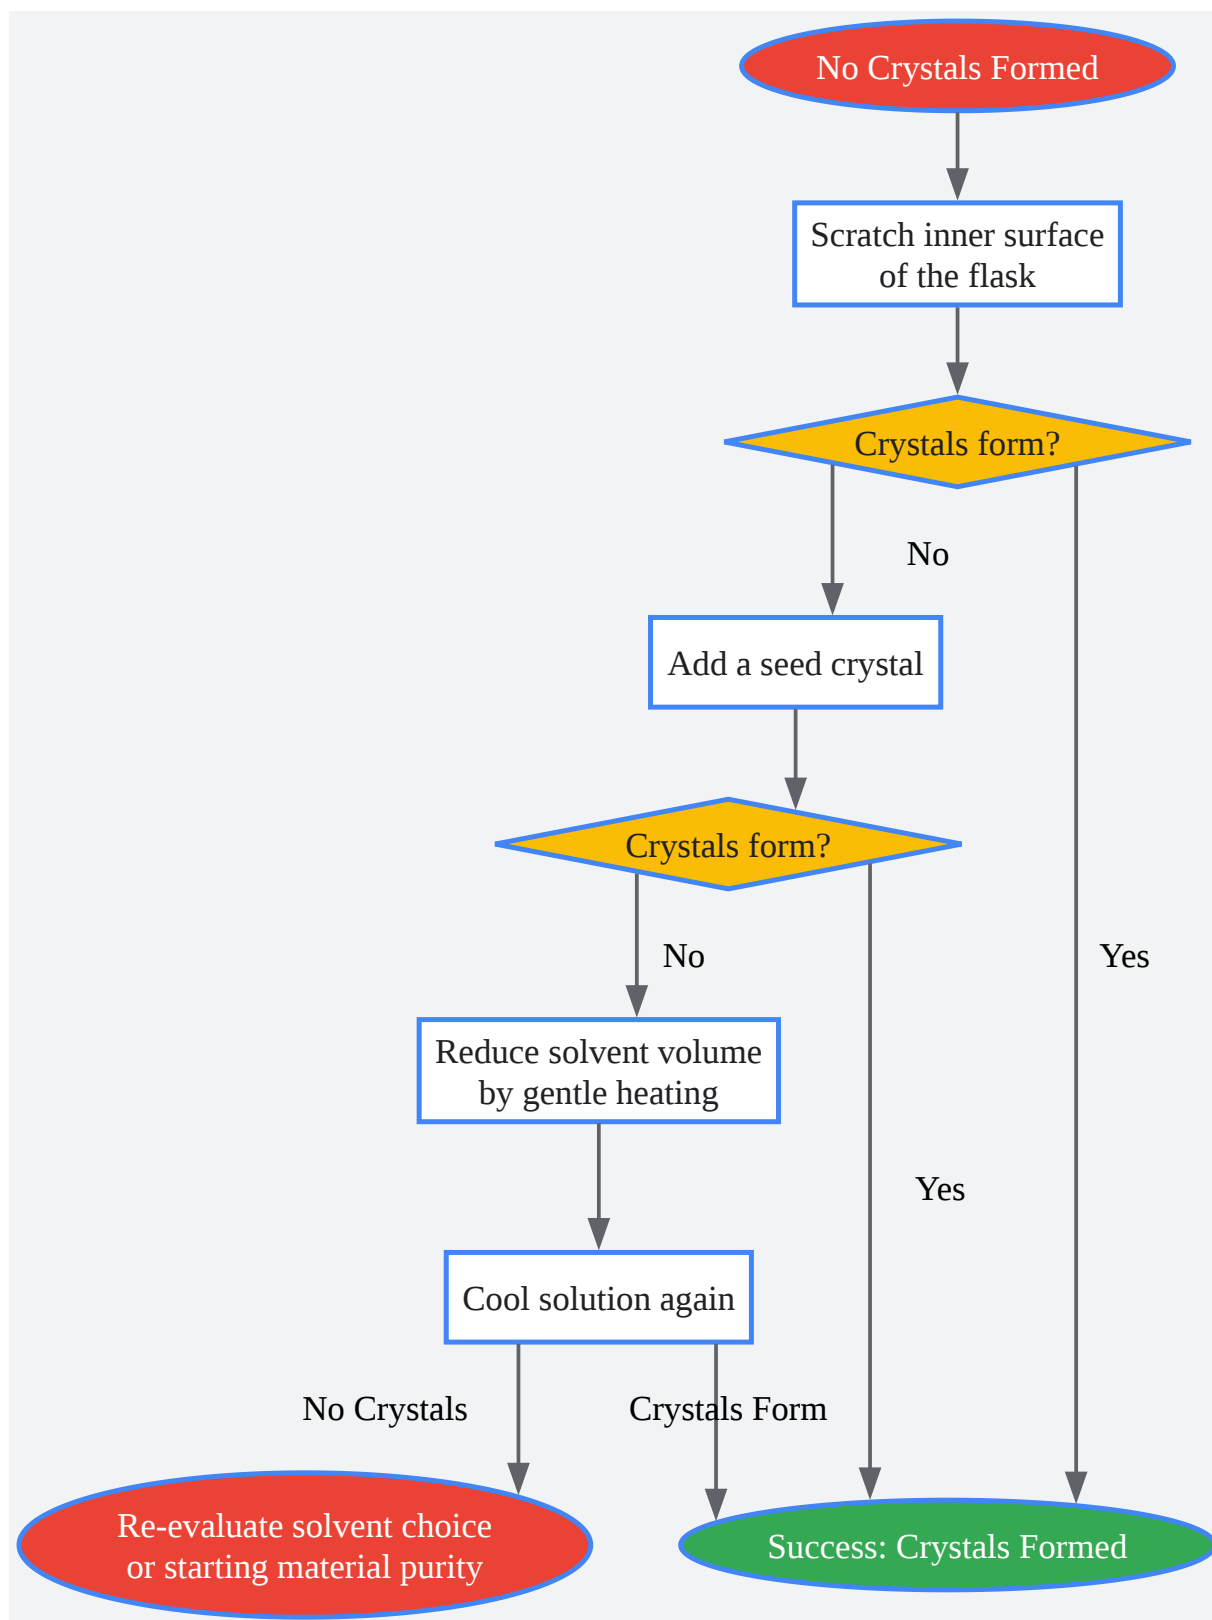 No Crystals Formed
Scratch inner surface
of the flask
Crystals form?
No
Add a seed crystal
Crystals form?
No
Yes
Reduce solvent volume
by gentle heating
Yes
Cool solution again
No Crystals
Crystals Form
Re-evaluate solvent choice
or starting material purity
Success: Crystals Formed